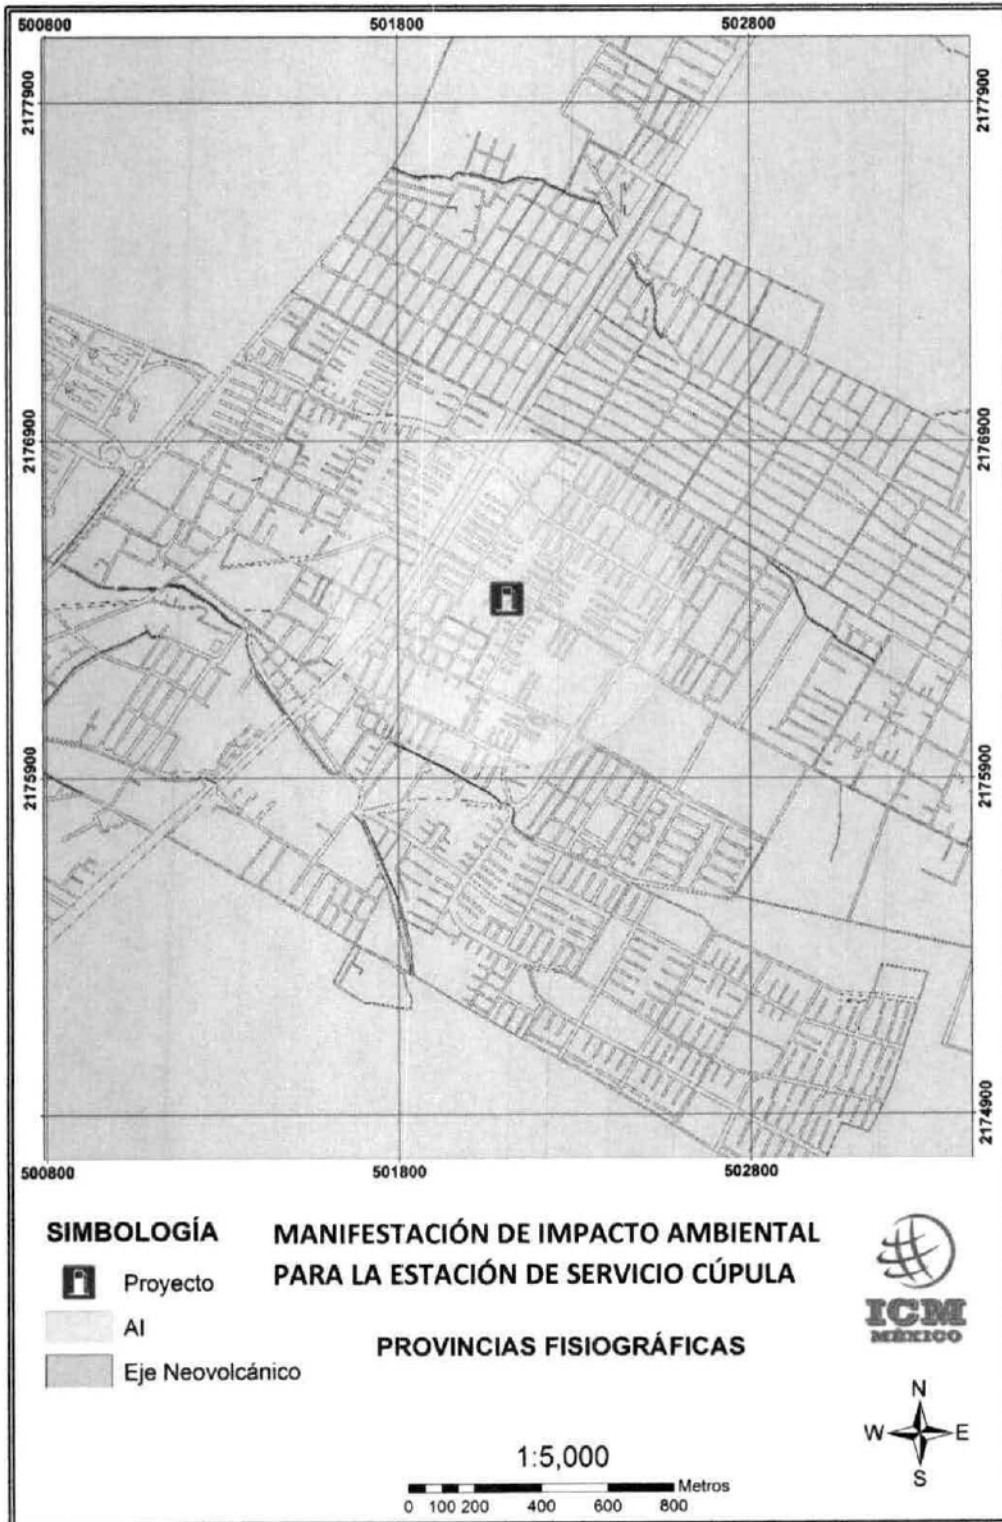 500800 501800 502800
2177900 2177900
2176900 2176900
2175900 2175900
2174900
500800 501800 502800
SIMBOLOGÍA
Proyecto
AI
Eje Neovolcánico
MANIFESTACIÓN DE IMPACTO AMBIENTAL
PARA LA ESTACIÓN DE SERVICIO CÚPULA
PROVINCIAS FISIOGRÁFICAS
ICM
MÉXICO
N
W E
S
1:5,000
Metros
0 100 200 400 600 800